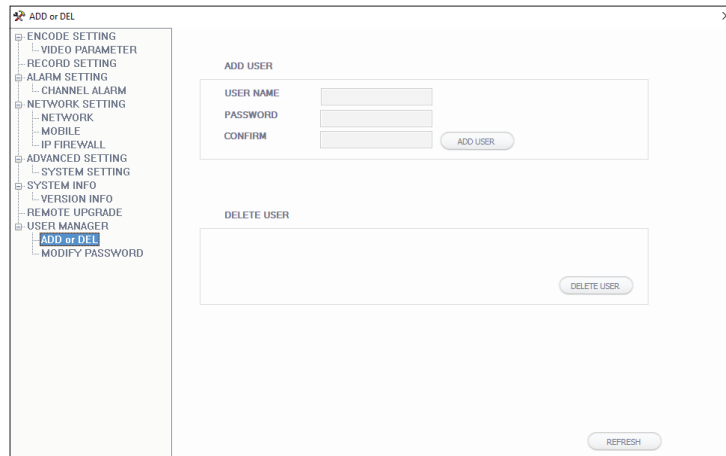 ADD or DEL
ENCODE SETTING
VIDEO PARAMETER
RECORD SETTING
ALARM SETTING
CHANNEL ALARM
NETWORK SETTING
NETWORK
MOBILE
IP FIREWALL
ADVANCED SETTING
SYSTEM SETTING
SYSTEM INFO
VERSION INFO
REMOTE UPGRADE
USER MANAGER
ADD or DEL
MODIFY PASSWORD
ADD USER
USER NAME
PASSWORD
CONFIRM
ADD USER
DELETE USER
DELETE USER
REFRESH